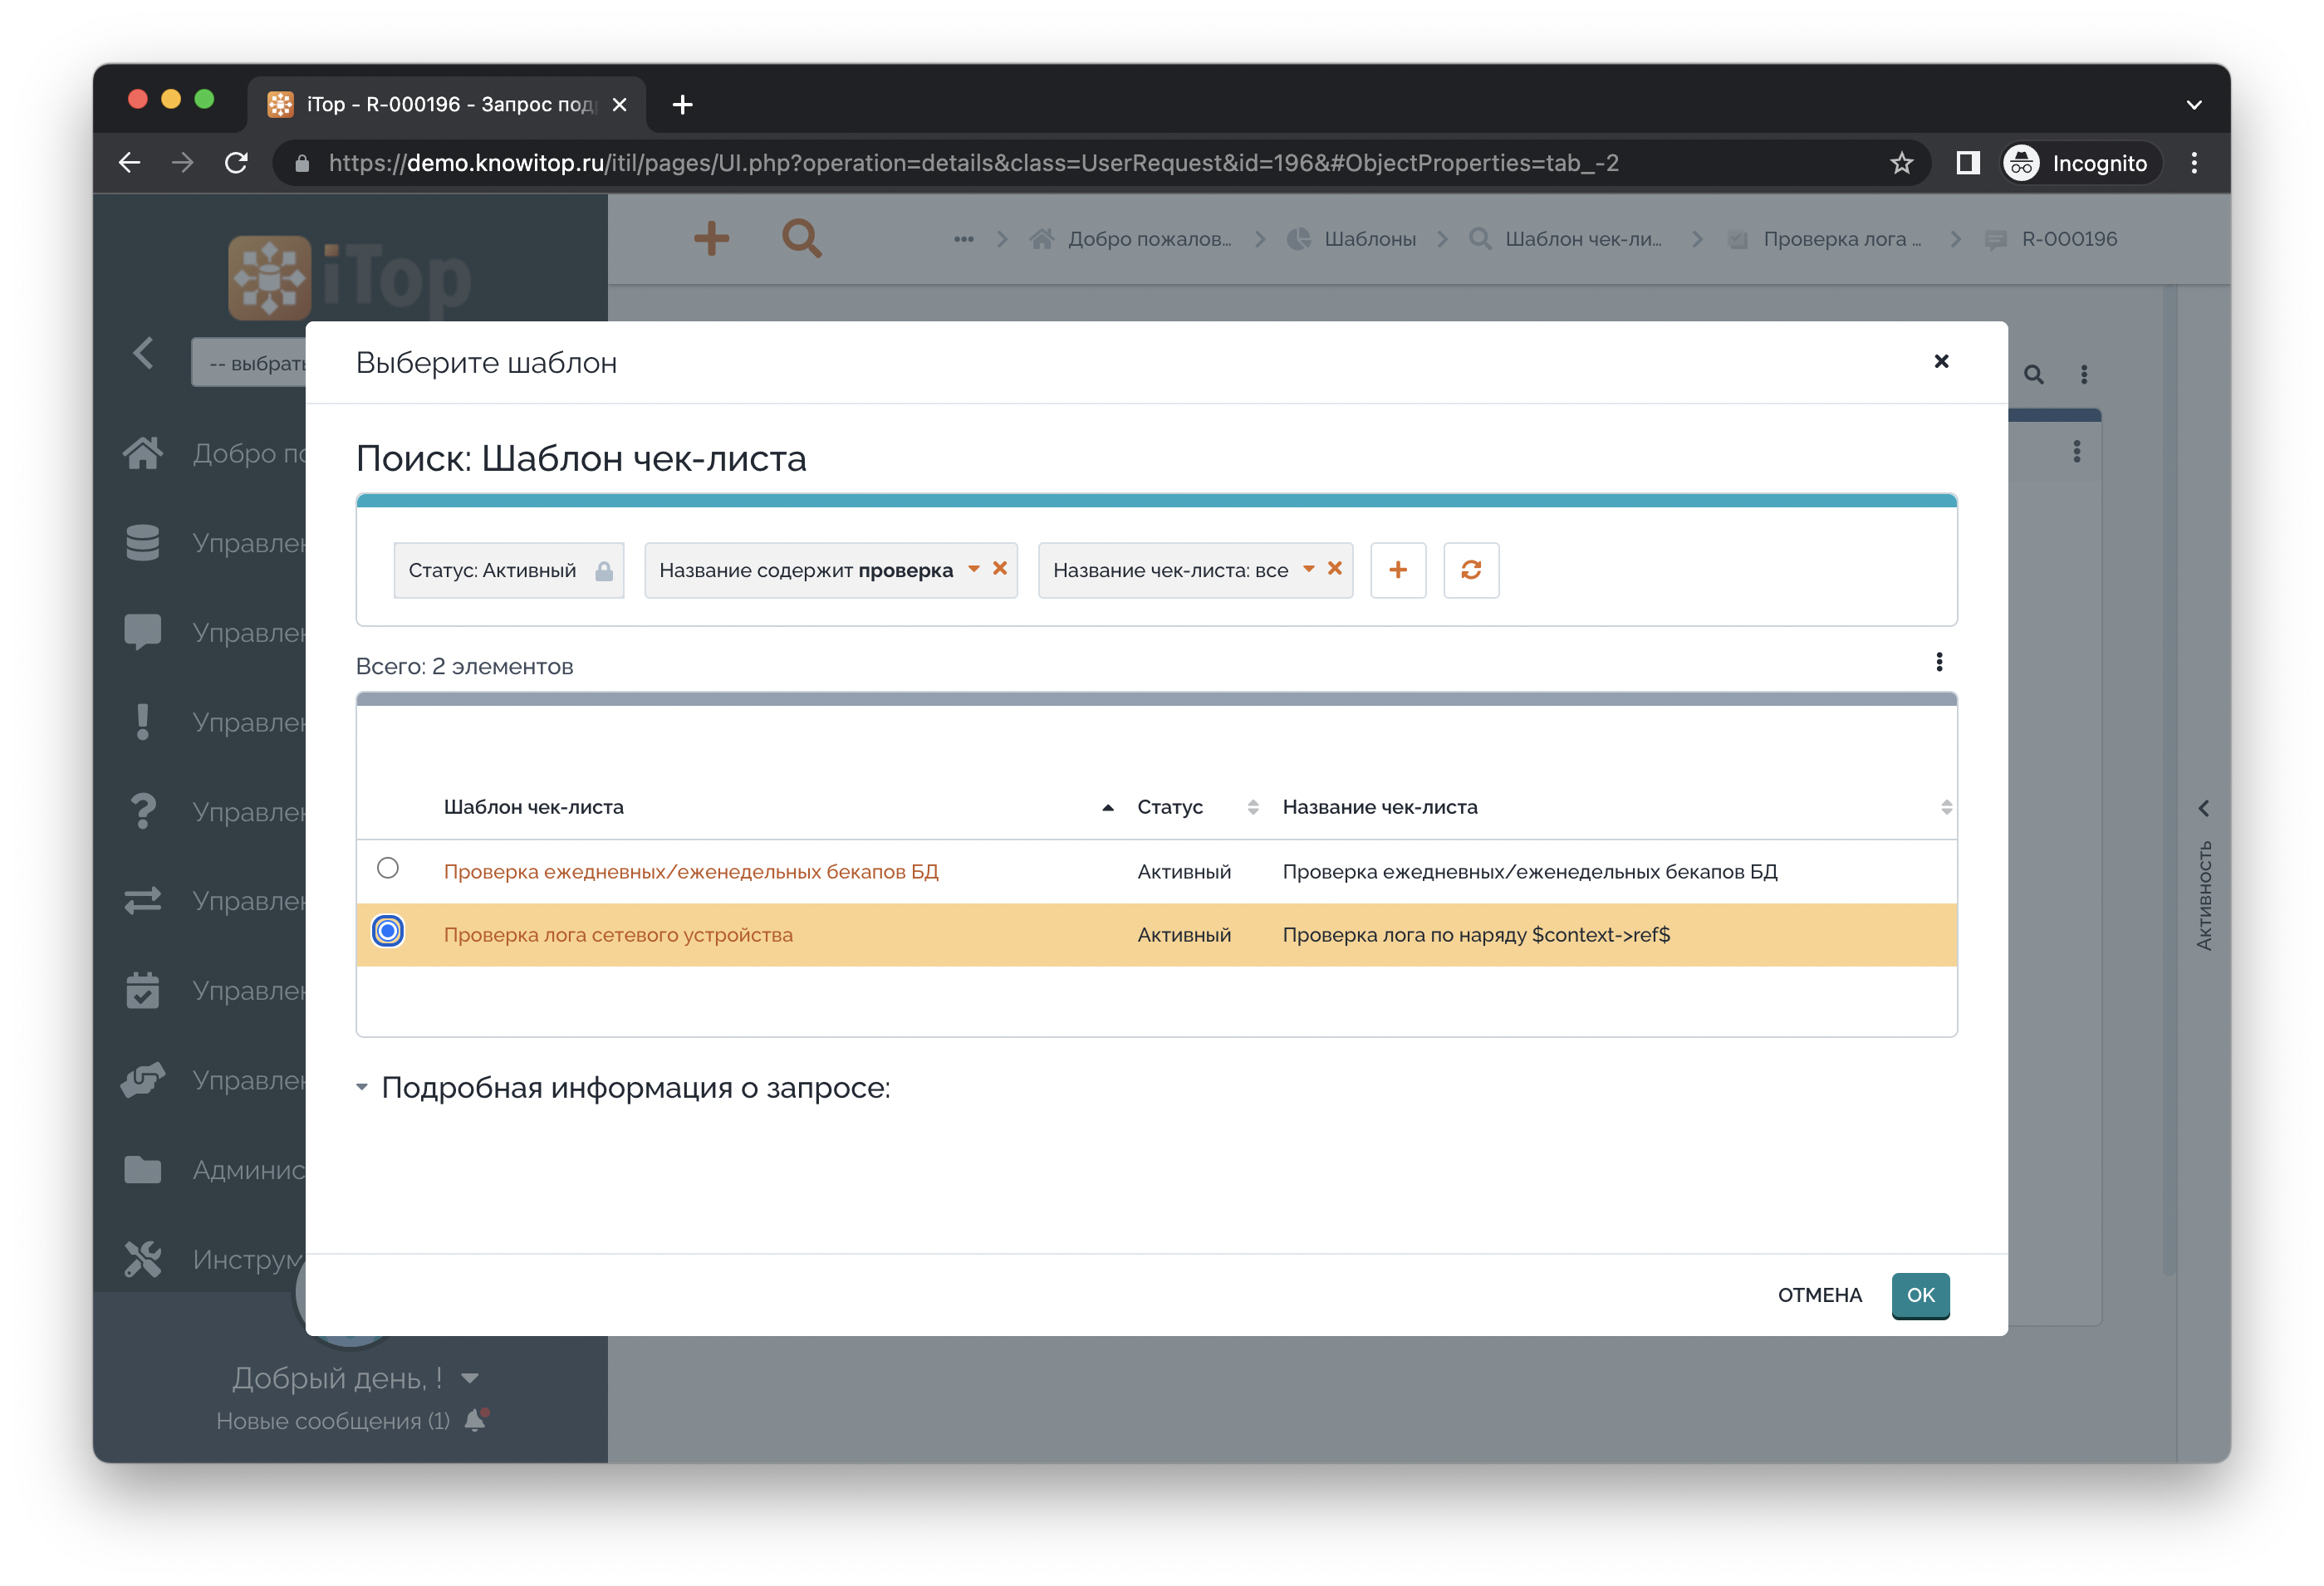 iTop - R-000196 - Запрос под
https://demo.knowitop.ru/itil/pages/UI.php?operation=details&class=UserRequest&id=196&#ObjectProperties=tab_-2
Incognito
iTop
Добро пожалов... Шаблоны Шаблон чек-ли... Проверка лога ... R-000196
-- выбрать
Добро по
Управлен
Управлен
Управлен
Управлен
Управлен
Управлен
Управлен
Админис
Инструм
Добрый день, !
Новые сообщения (1)
Выберите шаблон
Поиск: Шаблон чек-листа
Статус: Активный Название содержит проверка Название чек-листа: все
Всего: 2 элементов
Шаблон чек-листа Статус Название чек-листа
Проверка ежедневных/еженедельных бекапов БД Активный Проверка ежедневных/еженедельных бекапов БД
Проверка лога сетевого устройства Активный Проверка лога по наряду $context->ref$
Подробная информация о запросе:
ОТМЕНА OK
Активность